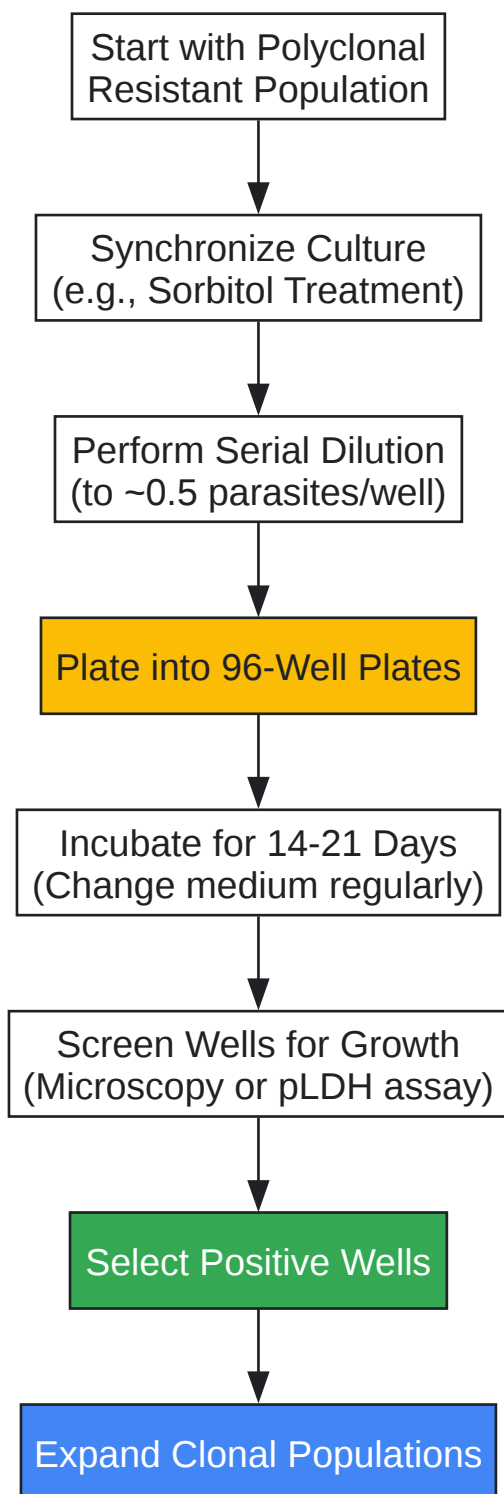 Start with Polyclonal
Resistant Population
Synchronize Culture
(e.g., Sorbitol Treatment)
Perform Serial Dilution
(to ~0.5 parasites/well)
Plate into 96-Well Plates
Incubate for 14-21 Days
(Change medium regularly)
Screen Wells for Growth
(Microscopy or pLDH assay)
Select Positive Wells
Expand Clonal Populations